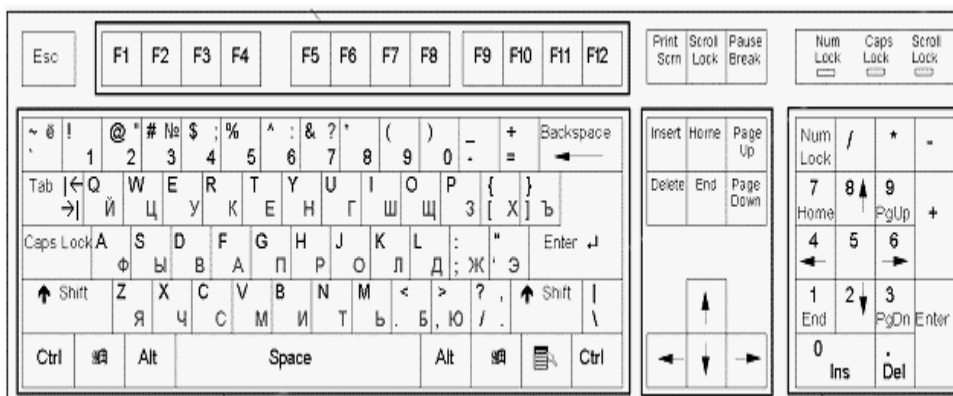 Esc F1 F2 F3 F4 F5 F6 F7 F8 F9 F10 F11 F12 Print Scrn Scroll Lock Pause Break Num Lock Caps Lock Scroll Lock
~ ё ` ! 1 @ " 2 # № 3 $ ; 4 % 5 ^ : 6 & ? 7 * 8 ( 9 ) 0 _ - + = Backspace Insert Home Page Up Num Lock / * -
Tab Q Й W Ц E У R К T Е Y Н U Г I Ш O Щ P З { [ Х } ] Ъ Delete End Page Down 7 Home 8 9 PgUp +
Caps Lock A Ф S Ы D В F А G П H Р J О K Л L Д : ; Ж " ' Э Enter 4 5 6
Shift Z Я X Ч C С V М B И N Т M Ь < . Б > , Ю ? , / . Shift | \ 1 End 2 3 PgDn Enter
Ctrl Alt Space Alt Ctrl 0 Ins . Del